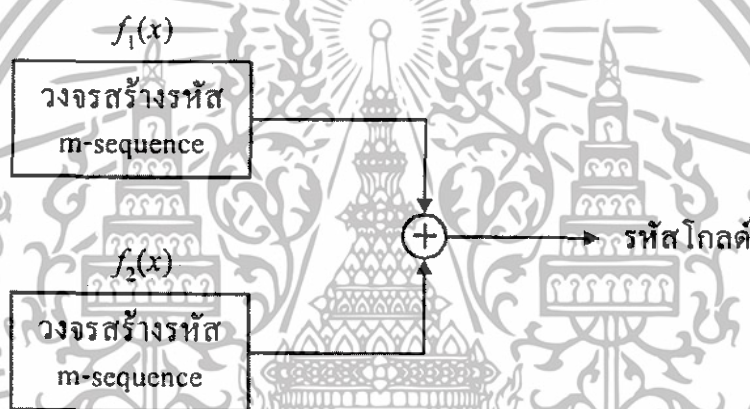 f₁(x)
วงจรสร้างรหัส
m-sequence
+
รหัสโกลด์
f₂(x)
วงจรสร้างรหัส
m-sequence